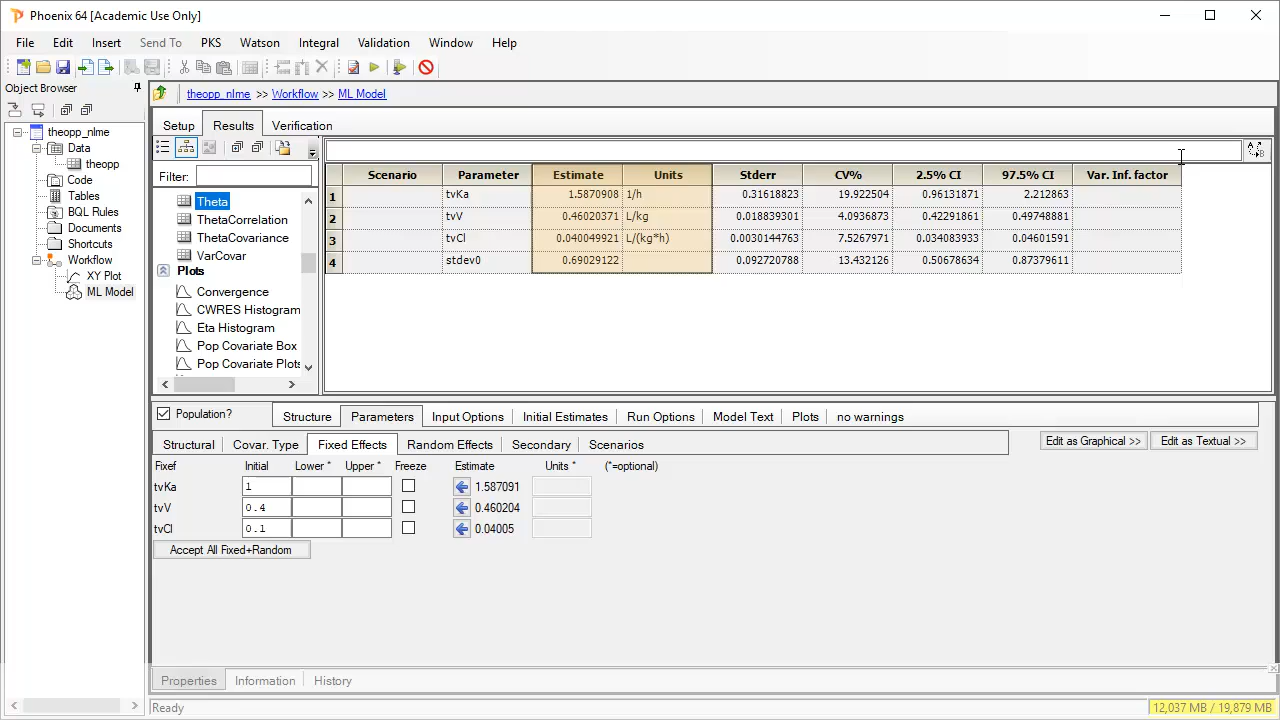 Phoenix 64 [Academic Use Only]
File Edit Insert Send To PKS Watson Integral Validation Window Help
Object Browser
theopp_nlme >> Workflow >> ML Model
theopp_nlme
Data
theopp
Code
Tables
BQL Rules
Documents
Shortcuts
Workflow
XY Plot
ML Model
Setup Results Verification
Filter:
Theta
ThetaCorrelation
ThetaCovariance
VarCovar
Plots
Convergence
CWRES Histogram
Eta Histogram
Pop Covariate Box
Pop Covariate Plots
Scenario Parameter Estimate Units Stderr CV% 2.5% CI 97.5% CI Var. Inf. factor
1 tvKa 1.5870908 1/h 0.31618823 19.922504 0.96131871 2.212863
2 tvV 0.46020371 L/kg 0.018839301 4.0936873 0.42291861 0.49748881
3 tvCl 0.040049921 L/(kg*h) 0.0030144763 7.5267971 0.034083933 0.04601591
4 stdev0 0.69029122 0.092720788 13.432126 0.50678634 0.87379611
Population? Structure Parameters Input Options Initial Estimates Run Options Model Text Plots no warnings
Structural Covar. Type Fixed Effects Random Effects Secondary Scenarios Edit as Graphical >> Edit as Textual >>
Fixef Initial Lower * Upper * Freeze Estimate Units * (*=optional)
tvKa 1 1.587091
tvV 0.4 0.460204
tvCl 0.1 0.04005
Accept All Fixed+Random
Properties Information History
Ready 12,037 MB / 19,879 MB